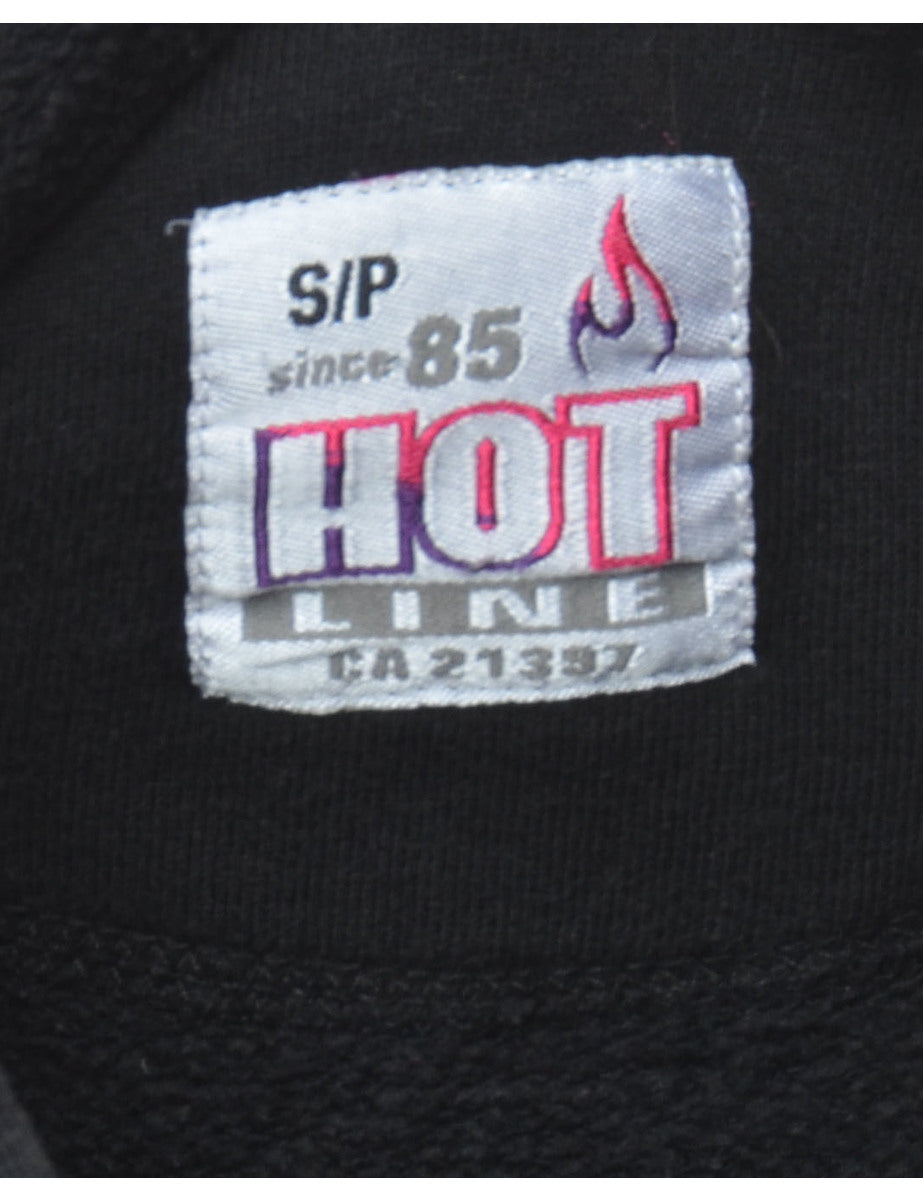 S/P
since 85
HOT
LINE
CA 21397